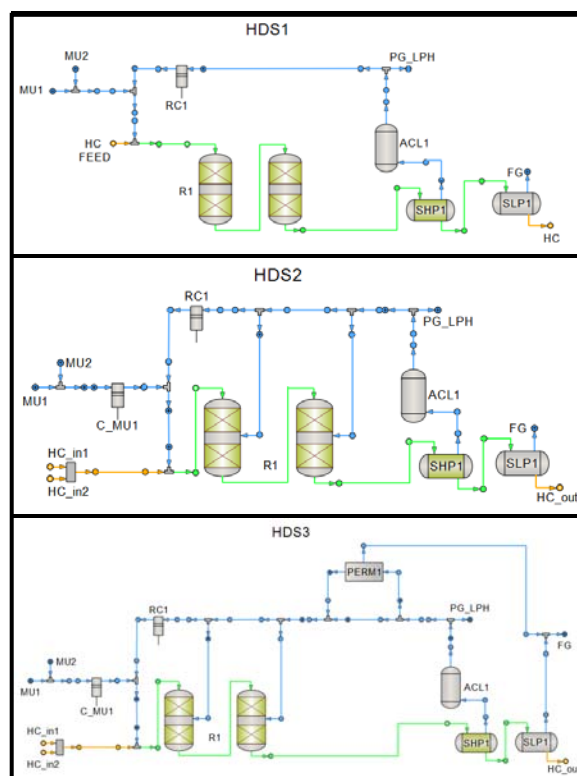 HDS1
MU2
PG_LPH
MU1
RC1
HC
FEED
R1
ACL1
FG
SHP1
SLP1
HC
HDS2
RC1
PG_LPH
MU2
MU1
C_MU1
ACL1
FG
HC_in1
HC_in2
R1
SHP1
SLP1
HC_out
HDS3
PERM1
RC1
PG_LPH
MU2
FG
MU1
C_MU1
ACL1
HC_in1
HC_in2
R1
SHP1
SLP1
HC_out